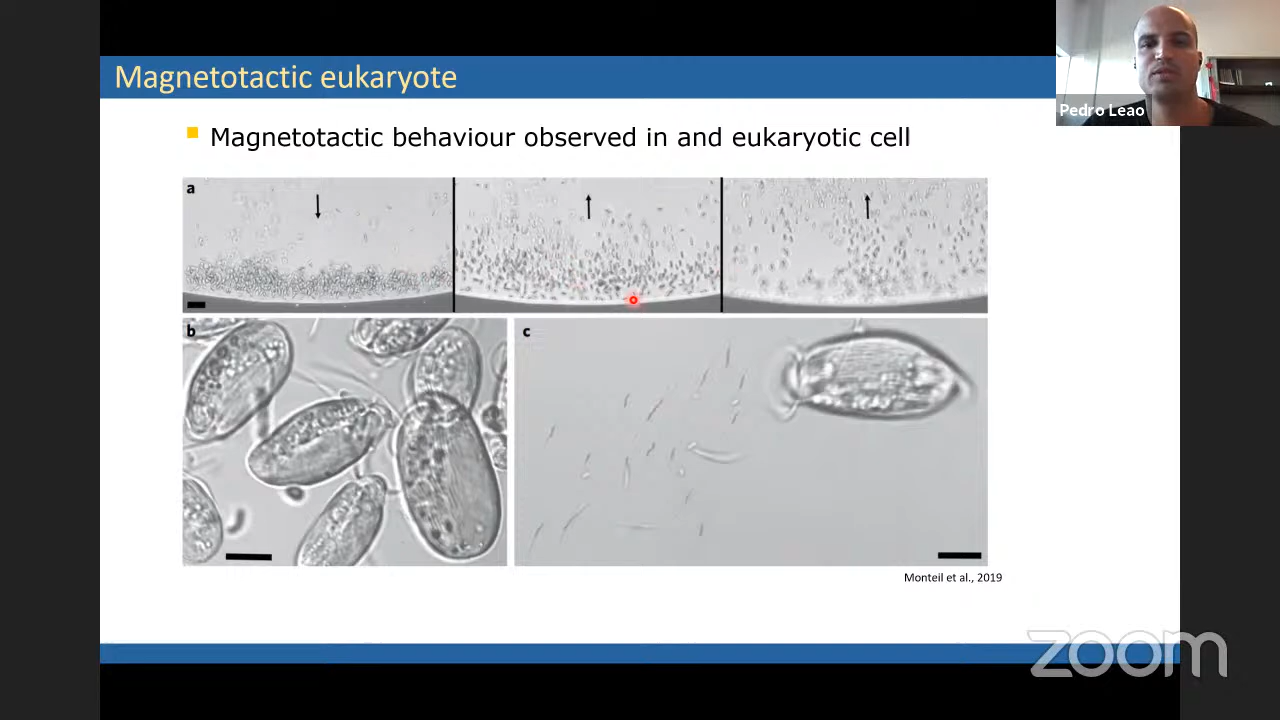 Magnetotactic eukaryote
Pedro Leao
Magnetotactic behaviour observed in and eukaryotic cell
a
b
c
Monteil et al., 2019
zoom